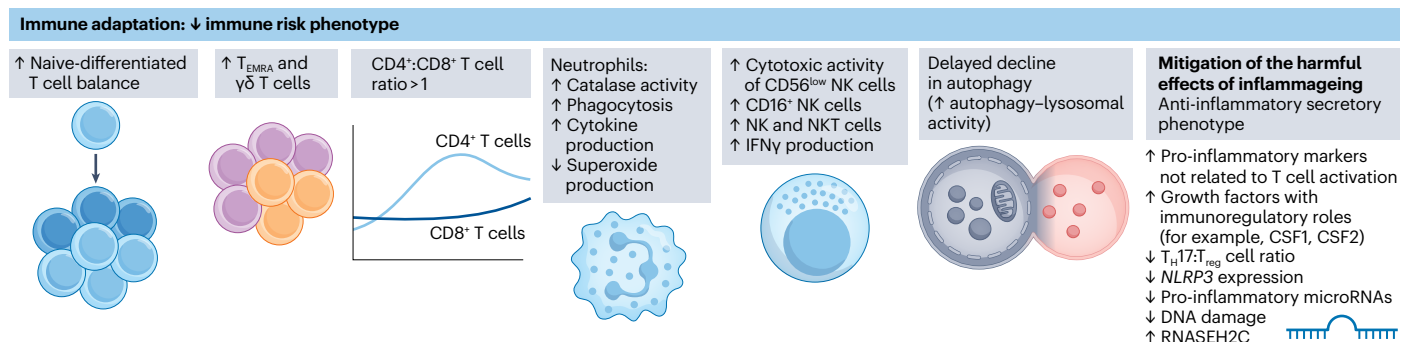 Immune adaptation: ↓ immune risk phenotype
↑ Naive-differentiated
T cell balance
↑ TEMRA and
γδ T cells
CD4⁺:CD8⁺ T cell
ratio > 1
CD4⁺ T cells
CD8⁺ T cells
Neutrophils:
↑ Catalase activity
↑ Phagocytosis
↑ Cytokine
production
↓ Superoxide
production
↑ Cytotoxic activity
of CD56ˡᵒʷ NK cells
↑ CD16⁺ NK cells
↑ NK and NKT cells
↑ IFNγ production
Delayed decline
in autophagy
(↑ autophagy–lysosomal
activity)
Mitigation of the harmful
effects of inflammageing
Anti-inflammatory secretory
phenotype
↑ Pro-inflammatory markers
not related to T cell activation
↑ Growth factors with
immunoregulatory roles
(for example, CSF1, CSF2)
↓ TH17:Treg cell ratio
↓ NLRP3 expression
↓ Pro-inflammatory microRNAs
↓ DNA damage
↑ RNASEH2C